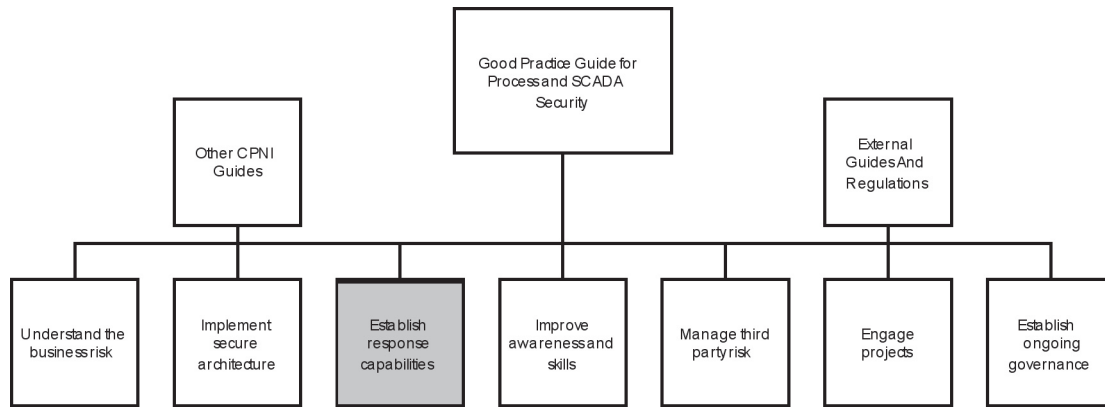 Good Practice Guide for
Process and SCADA
Security
Other CPNI
Guides
External
Guides And
Regulations
Understand the
business risk
Implement
secure
architecture
Establish
response
capabilities
Improve
awareness and
skills
Manage third
party risk
Engage
projects
Establish
ongoing
governance